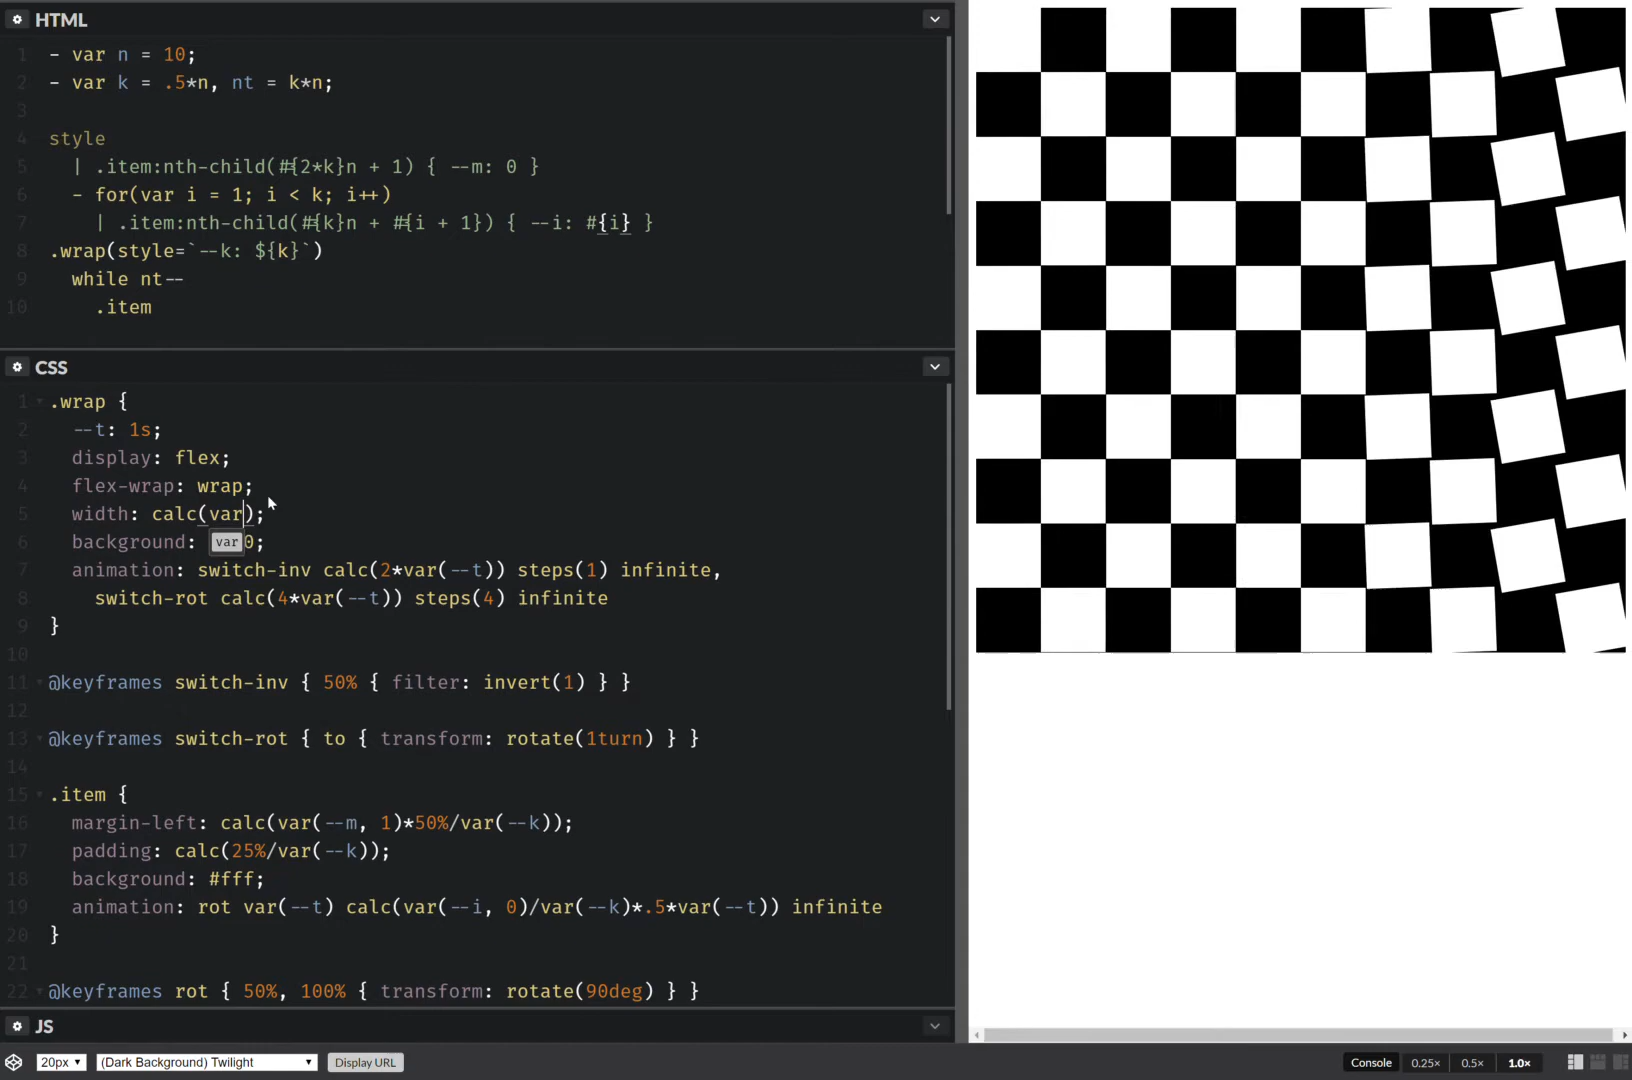 HTML
1 - var n = 10;
2 - var k = .5*n, nt = k*n;
3
4 style
5 | .item:nth-child(#{2*k}n + 1) { --m: 0 }
6 - for(var i = 1; i < k; i++)
7 | .item:nth-child(#{k}n + #{i + 1}) { --i: #{i} }
8 .wrap(style=`--k: ${k}`)
9 while nt--
10 .item
CSS
1 .wrap {
2 --t: 1s;
3 display: flex;
4 flex-wrap: wrap;
5 width: calc(var);
6 background: var 0;
7 animation: switch-inv calc(2*var(--t)) steps(1) infinite,
8 switch-rot calc(4*var(--t)) steps(4) infinite
9 }
10
11 @keyframes switch-inv { 50% { filter: invert(1) } }
12
13 @keyframes switch-rot { to { transform: rotate(1turn) } }
14
15 .item {
16 margin-left: calc(var(--m, 1)*50%/var(--k));
17 padding: calc(25%/var(--k));
18 background: #fff;
19 animation: rot var(--t) calc(var(--i, 0)/var(--k)*.5*var(--t)) infinite
20 }
21
22 @keyframes rot { 50%, 100% { transform: rotate(90deg) } }
JS
20px (Dark Background) Twilight Display URL Console 0.25× 0.5× 1.0×